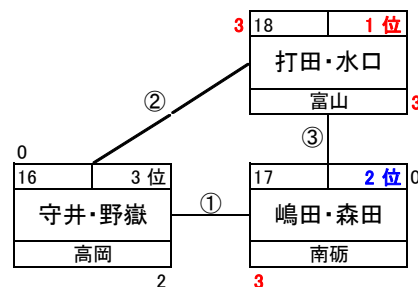 3 18 1 位
打田・水口
富山 3
②
③
0
16 3 位
守井・野嶽
高岡
2
①
17 2 位 0
嶋田・森田
南砺
3